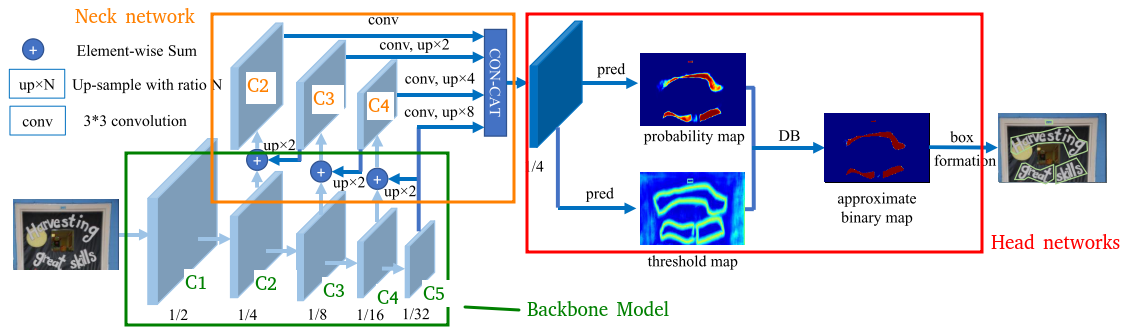 Neck network
Element-wise Sum
up×N Up-sample with ratio N
conv 3*3 convolution
C2
C3
C4
conv
conv, up×2
conv, up×4
conv, up×8
CON-CAT
up×2
up×2
up×2
Harvesting
great skills
C1
C2
C3
C4
C5
1/2
1/4
1/8
1/16
1/32
Backbone Model
1/4
pred
probability map
pred
threshold map
DB
approximate
binary map
box
formation
Harvesting
great skills
Head networks